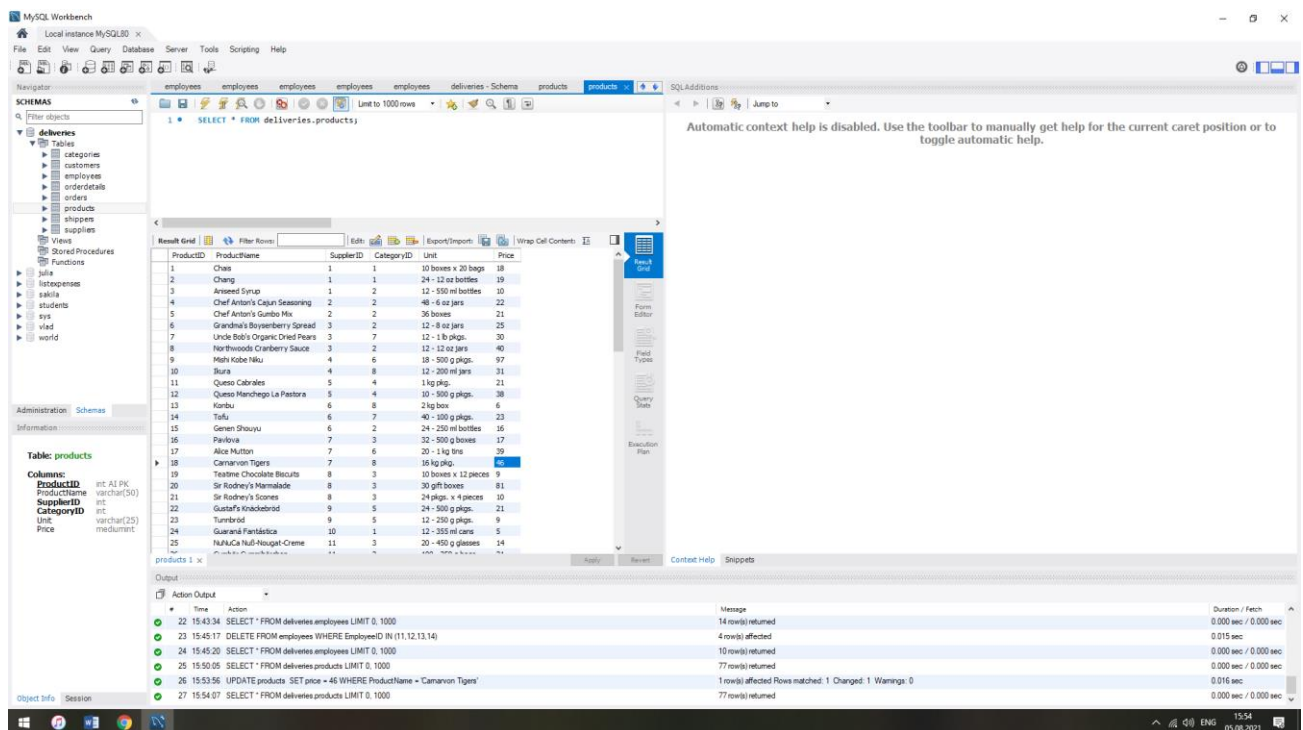 MySQL Workbench
Local instance MySQL80 ×
File Edit View Query Database Server Tools Scripting Help
Navigator
SCHEMAS
Filter objects
deliveries
Tables
categories
customers
employees
orderdetails
orders
products
shippers
suppliers
Views
Stored Procedures
Functions
julia
listexpenses
sakila
students
sys
vlad
world
Administration Schemas
Information
Table: products
Columns:
ProductID int AI PK
ProductName varchar(50)
SupplierID int
CategoryID int
Unit varchar(25)
Price mediumint
Object Info Session
employees employees employees employees employees deliveries - Schema products products ×
Limit to 1000 rows
1 SELECT * FROM deliveries.products;
Result Grid Filter Rows: Edit: Export/Import: Wrap Cell Content:
ProductID ProductName SupplierID CategoryID Unit Price
1 Chais 1 1 10 boxes x 20 bags 18
2 Chang 1 1 24 - 12 oz bottles 19
3 Aniseed Syrup 1 2 12 - 550 ml bottles 10
4 Chef Anton's Cajun Seasoning 2 2 48 - 6 oz jars 22
5 Chef Anton's Gumbo Mix 2 2 36 boxes 21
6 Grandma's Boysenberry Spread 3 2 12 - 8 oz jars 25
7 Uncle Bob's Organic Dried Pears 3 7 12 - 1 lb pkgs. 30
8 Northwoods Cranberry Sauce 3 2 12 - 12 oz jars 40
9 Mishi Kobe Niku 4 6 18 - 500 g pkgs. 97
10 Ikura 4 8 12 - 200 ml jars 31
11 Queso Cabrales 5 4 1 kg pkg. 21
12 Queso Manchego La Pastora 5 4 10 - 500 g pkgs. 38
13 Konbu 6 8 2 kg box 6
14 Tofu 6 7 40 - 100 g pkgs. 23
15 Genen Shouyu 6 2 24 - 250 ml bottles 16
16 Pavlova 7 3 32 - 500 g boxes 17
17 Alice Mutton 7 6 20 - 1 kg tins 39
18 Carnarvon Tigers 7 8 16 kg pkg. 46
19 Teatime Chocolate Biscuits 8 3 10 boxes x 12 pieces 9
20 Sir Rodney's Marmalade 8 3 30 gift boxes 81
21 Sir Rodney's Scones 8 3 24 pkgs. x 4 pieces 10
22 Gustaf's Knäckebröd 9 5 24 - 500 g pkgs. 21
23 Tunnbröd 9 5 12 - 250 g pkgs. 9
24 Guaraná Fantástica 10 1 12 - 355 ml cans 5
25 NuNuCa Nuß-Nougat-Creme 11 3 20 - 450 g glasses 14
Result Grid
Form Editor
Field Types
Query Stats
Execution Plan
products 1 × Apply Revert
SQLAdditions
Jump to
Automatic context help is disabled. Use the toolbar to manually get help for the current caret position or to
toggle automatic help.
Context Help Snippets
Output
Action Output
# Time Action Message Duration / Fetch
22 15:43:34 SELECT * FROM deliveries.employees LIMIT 0, 1000 14 row(s) returned 0.000 sec / 0.000 sec
23 15:45:17 DELETE FROM employees WHERE EmployeeID IN (11,12,13,14) 4 row(s) affected 0.015 sec
24 15:45:20 SELECT * FROM deliveries.employees LIMIT 0, 1000 10 row(s) returned 0.000 sec / 0.000 sec
25 15:50:05 SELECT * FROM deliveries.products LIMIT 0, 1000 77 row(s) returned 0.000 sec / 0.000 sec
26 15:53:56 UPDATE products SET price = 46 WHERE ProductName = 'Carnarvon Tigers' 1 row(s) affected Rows matched: 1 Changed: 1 Warnings: 0 0.016 sec
27 15:54:07 SELECT * FROM deliveries.products LIMIT 0, 1000 77 row(s) returned 0.000 sec / 0.000 sec
ENG
15:54
05.08.2021